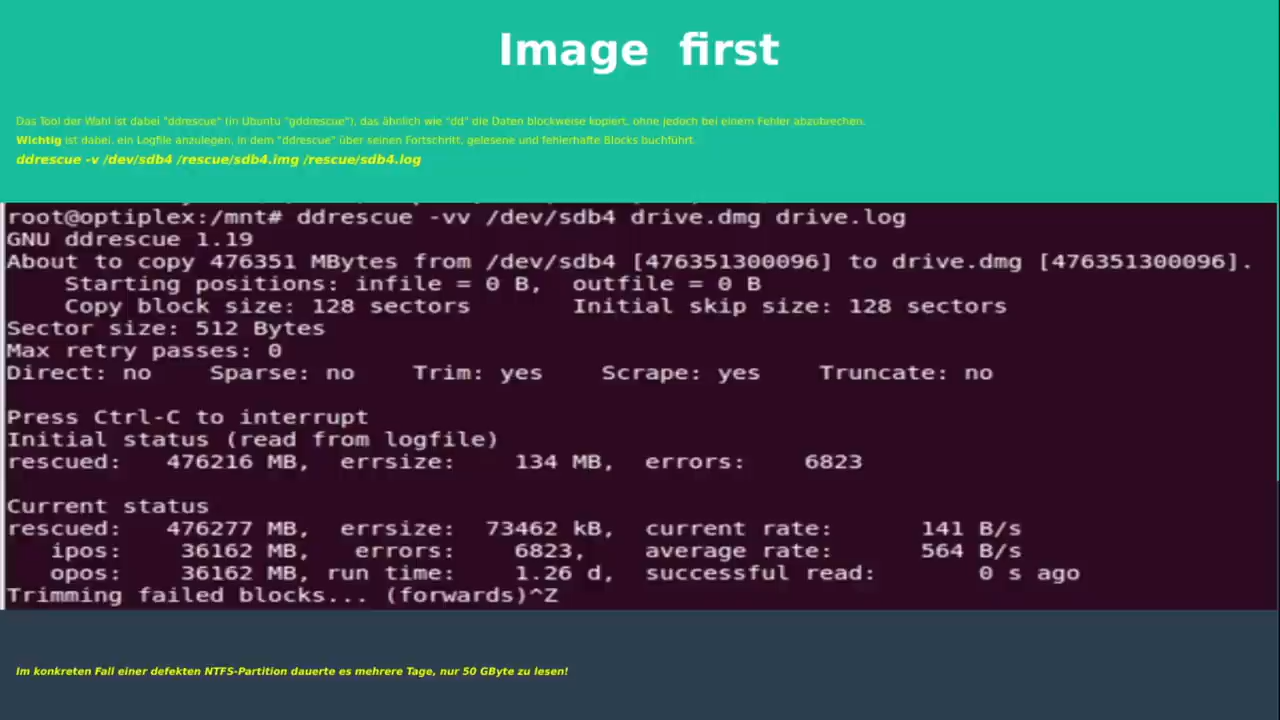 Image first
Das Tool der Wahl ist dabei "ddrescue" (in Ubuntu "gddrescue"), das ähnlich wie "dd" die Daten blockweise kopiert, ohne jedoch bei einem Fehler abzubrechen.
Wichtig ist dabei, ein Logfile anzulegen, in dem "ddrescue" über seinen Fortschritt, gelesene und fehlerhafte Blocks buchführt.
ddrescue -v /dev/sdb4 /rescue/sdb4.img /rescue/sdb4.log
root@optiplex:/mnt# ddrescue -vv /dev/sdb4 drive.dmg drive.log
GNU ddrescue 1.19
About to copy 476351 MBytes from /dev/sdb4 [476351300096] to drive.dmg [476351300096].
Starting positions: infile = 0 B, outfile = 0 B
Copy block size: 128 sectors Initial skip size: 128 sectors
Sector size: 512 Bytes
Max retry passes: 0
Direct: no Sparse: no Trim: yes Scrape: yes Truncate: no
Press Ctrl-C to interrupt
Initial status (read from logfile)
rescued: 476216 MB, errsize: 134 MB, errors: 6823
Current status
rescued: 476277 MB, errsize: 73462 kB, current rate: 141 B/s
ipos: 36162 MB, errors: 6823, average rate: 564 B/s
opos: 36162 MB, run time: 1.26 d, successful read: 0 s ago
Trimming failed blocks... (forwards)^Z
Im konkreten Fall einer defekten NTFS-Partition dauerte es mehrere Tage, nur 50 GByte zu lesen!